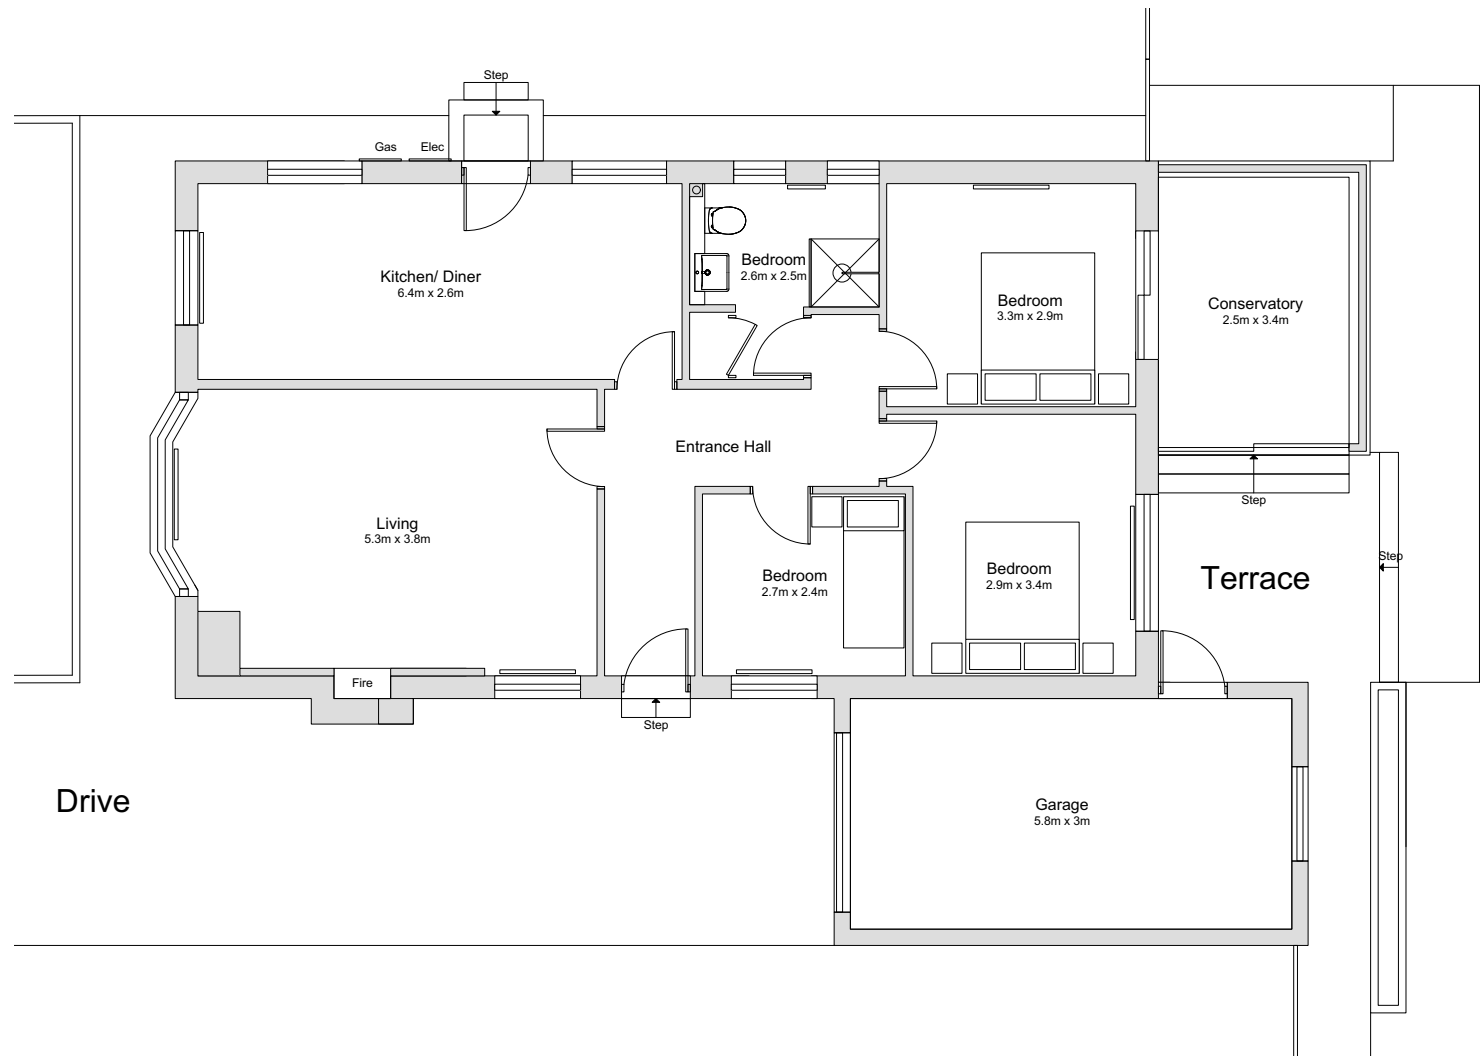 Step
Gas
Elec
Kitchen/ Diner
6.4m x 2.6m
Bedroom
2.6m x 2.5m
Bedroom
3.3m x 2.9m
Conservatory
2.5m x 3.4m
Entrance Hall
Step
Living
5.3m x 3.8m
Bedroom
2.7m x 2.4m
Bedroom
2.9m x 3.4m
Terrace
Step
Fire
Step
Drive
Garage
5.8m x 3m